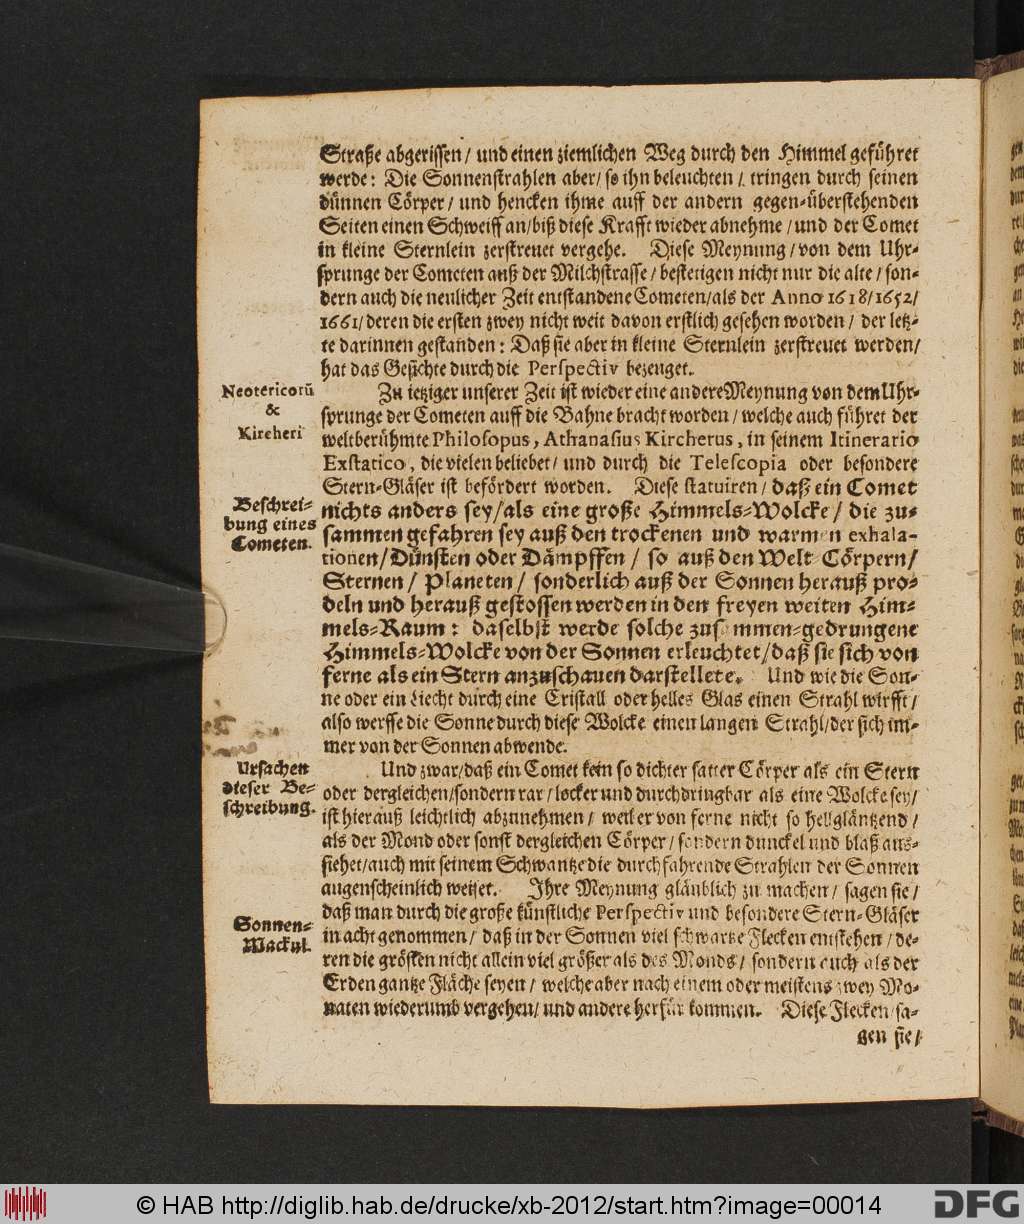 Straße abgerissen / und einen ziemlichen Weg durch den Himmel geführet
werde: Die Sonnenstrahlen aber / so ihn beleuchten / tringen durch seinen
dünnen Cörper / und hencken ihme auff der andern gegen-überstehenden
Seiten einen Schweiff an / biß diese Krafft wieder abnehme / und der Comet
in kleine Sternlein zerstreuet vergehe. Diese Meynung / von dem Uhr-
sprunge der Cometen auß der Milchstrasse / bestetigen nicht nur die alte / son-
dern auch die neulicher Zeit entstandene Cometen / als der Anno 1618 / 1652 /
1661 / deren die ersten zwey nicht weit davon erstlich gesehen worden / der letz-
te darinnen gestanden: Daß sie aber in kleine Sternlein zerstreuet werden /
hat das Gesichte durch die Perspectiv bezeuget.
Neotericorũ
&
Kircheri
Zu ietziger unserer Zeit ist wieder eine andere Meynung von dem Uhr-
sprunge der Cometen auff die Bahne bracht worden / welche auch führet der
weltberühmte Philosopus, Athanasius Kircherus, in seinem Itinerario
Exstatico, die vielen beliebet / und durch die Telescopia oder besondere
Stern-Gläser ist befördert worden. Diese statuiren / daß ein Comet
Beschrei-
bung eines
Cometen.
nichts anders sey / als eine große Himmels-Wolcke / die zu-
sammen gefahren sey auß den trockenen und warmen exhala-
tionen / Dünsten oder Dämpffen / so auß den Welt-Cörpern /
Sternen / Planeten / sonderlich auß der Sonnen herauß pro-
deln und herauß gestossen werden in den freyen weiten Him-
mels-Raum: daselbst werde solche zusammen-gedrungene
Himmels-Wolcke von der Sonnen erleuchtet / daß sie sich von
ferne als ein Stern anzuschauen darstellete. Und wie die Son-
ne oder ein Liecht durch eine Cristall oder helles Glas einen Strahl wirfft /
also werffe die Sonne durch diese Wolcke einen langen Strahl / der sich im-
mer von der Sonnen abwende.
Ursachen
dieser Be-
schreibung.
Und zwar / daß ein Comet kein so dichter satter Cörper als ein Stern
oder dergleichen / sondern rar / locker und durchdringbar als eine Wolcke sey /
ist hierauß leichtlich abzunehmen / weil er von ferne nicht so hellgläntzend /
als der Mond oder sonst dergleichen Cörper / sondern dunckel und blaß aus-
siehet / auch mit seinem Schwantze die durchfahrende Strahlen der Sonnen
augenscheinlich weiset. Ihre Meynung gläublich zu machen / sagen sie /
daß man durch die große künstliche Perspectiv und besondere Stern-Gläser
Sonnen-
Mackul.
in acht genommen / daß in der Sonnen viel schwartze Flecken entstehen / de-
ren die grösten nicht allein viel größer als des Monds / sondern auch als der
Erden gantze Fläche seyen / welche aber nach einem oder meistens zwey Mo-
naten wiederumb vergehen / und andere herfür kommen. Diese Flecken / sa-
gen sie /
© HAB http://diglib.hab.de/drucke/xb-2012/start.htm?image=00014
DFG